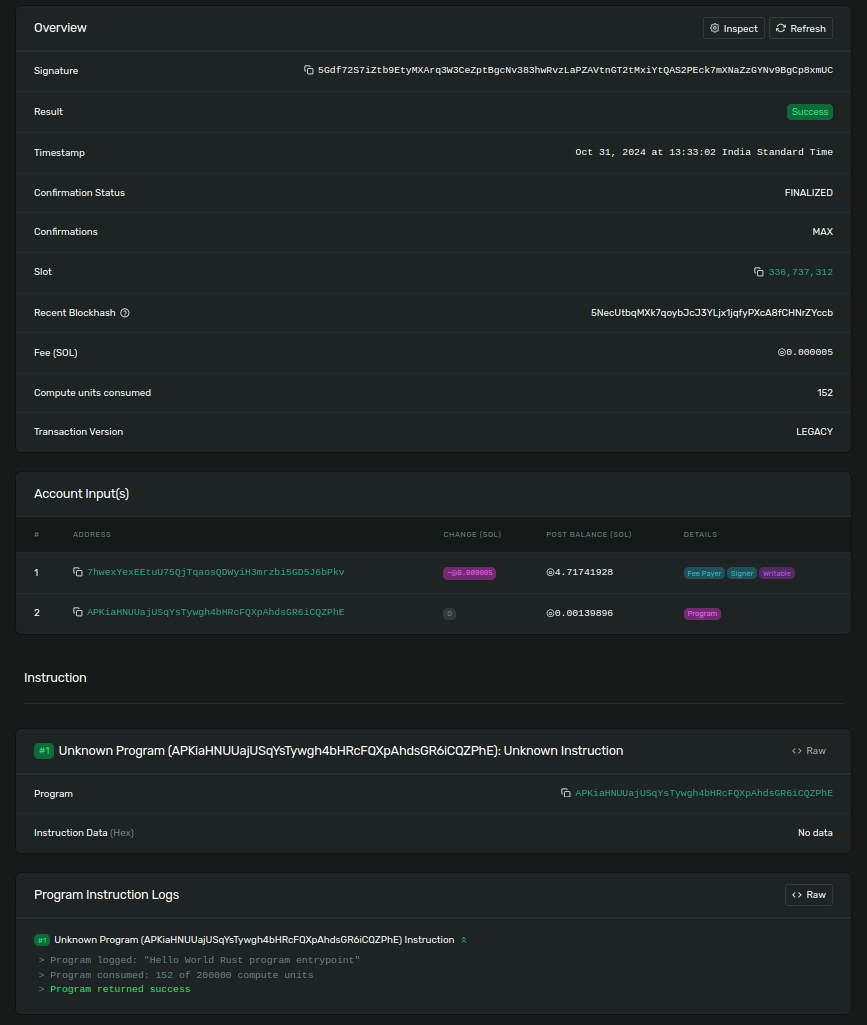 Overview
Inspect
Refresh
Signature
5Gdf72S7iZtb9EtyMXArq3W3CeZptBgcNv383hwRvzLaPZAVtnGT2tMxiYtQAS2PEck7mXNaZzGYNv9BgCp8xmUC
Result
Success
Timestamp
Oct 31, 2024 at 13:33:02 India Standard Time
Confirmation Status
FINALIZED
Confirmations
MAX
Slot
336,737,312
Recent Blockhash
5NecUtbqMXk7qoybJcJ3YLjx1jqfyPXcA8fCHNrZYccb
Fee (SOL)
◎0.000005
Compute units consumed
152
Transaction Version
LEGACY
Account Input(s)
# ADDRESS CHANGE (SOL) POST BALANCE (SOL) DETAILS
1 7hwexYexEEtuU75QjTqaosQDWyiH3mrzbi5GD5J6bPkv -◎0.000005 ◎4.71741928 Fee Payer Signer Writable
2 APKiaHNUUajUSqYsTywgh4bHRcFQXpAhdsGR6iCQZPhE 0 ◎0.00139896 Program
Instruction
#1 Unknown Program (APKiaHNUUajUSqYsTywgh4bHRcFQXpAhdsGR6iCQZPhE): Unknown Instruction
<> Raw
Program
APKiaHNUUajUSqYsTywgh4bHRcFQXpAhdsGR6iCQZPhE
Instruction Data (Hex)
No data
Program Instruction Logs
<> Raw
#1 Unknown Program (APKiaHNUUajUSqYsTywgh4bHRcFQXpAhdsGR6iCQZPhE) Instruction
> Program logged: "Hello World Rust program entrypoint"
> Program consumed: 152 of 200000 compute units
> Program returned success